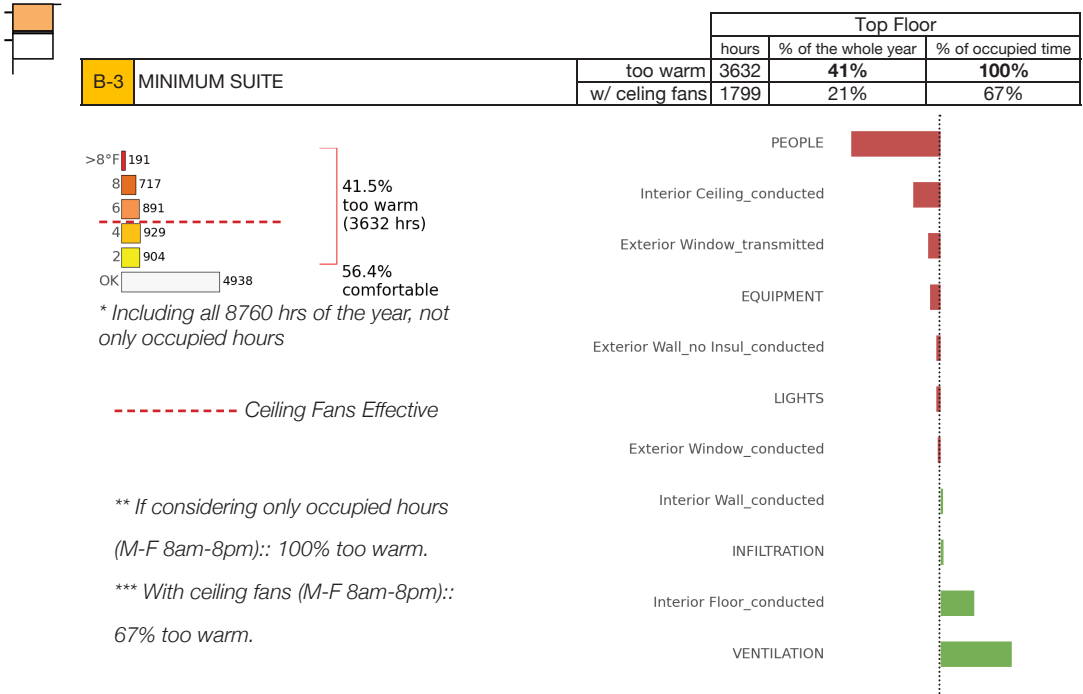 Top Floor
hours % of the whole year % of occupied time
B-3 MINIMUM SUITE too warm 3632 41% 100%
w/ celing fans 1799 21% 67%
>8°F 191
8 717
6 891
4 929
2 904
OK 4938
41.5%
too warm
(3632 hrs)
56.4%
comfortable
* Including all 8760 hrs of the year, not
only occupied hours
Ceiling Fans Effective
** If considering only occupied hours
(M-F 8am-8pm):: 100% too warm.
*** With ceiling fans (M-F 8am-8pm)::
67% too warm.
PEOPLE
Interior Ceiling_conducted
Exterior Window_transmitted
EQUIPMENT
Exterior Wall_no Insul_conducted
LIGHTS
Exterior Window_conducted
Interior Wall_conducted
INFILTRATION
Interior Floor_conducted
VENTILATION